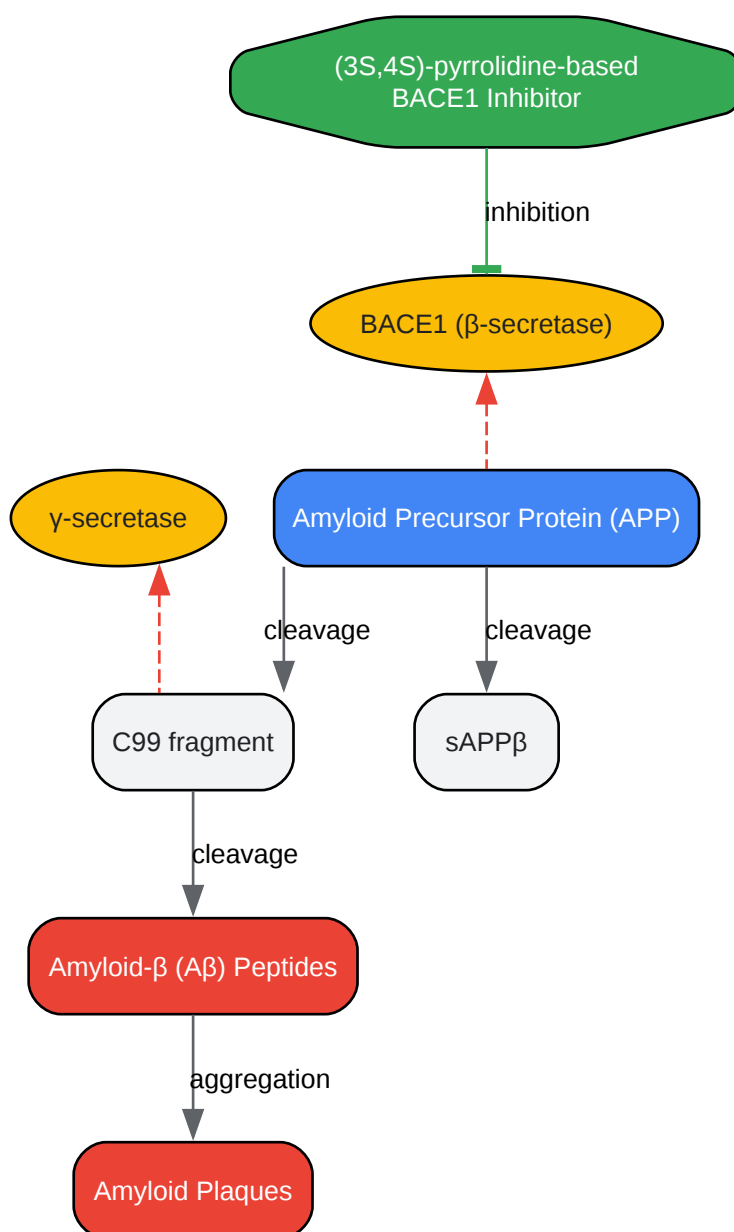 (3S,4S)-pyrrolidine-based
BACE1 Inhibitor
inhibition
BACE1 (β-secretase)
γ-secretase
Amyloid Precursor Protein (APP)
cleavage
cleavage
C99 fragment
sAPPβ
cleavage
Amyloid-β (Aβ) Peptides
aggregation
Amyloid Plaques